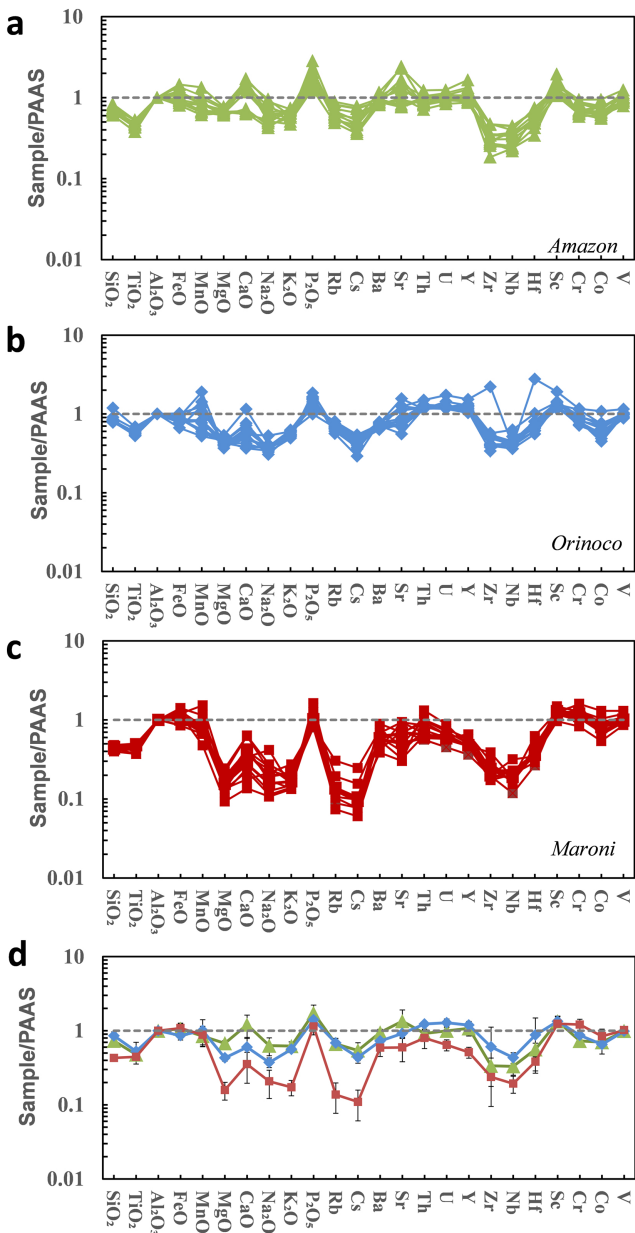 a
10
1
0.1
0.01
Sample/PAAS
Amazon
SiO₂
TiO₂
Al₂O₃
FeO
MnO
MgO
CaO
Na₂O
K₂O
P₂O₅
Rb
Cs
Ba
Sr
Th
U
Y
Zr
Nb
Hf
Sc
Cr
Co
V
b
10
1
0.1
0.01
Sample/PAAS
Orinoco
SiO₂
TiO₂
Al₂O₃
FeO
MnO
MgO
CaO
Na₂O
K₂O
P₂O₅
Rb
Cs
Ba
Sr
Th
U
Y
Zr
Nb
Hf
Sc
Cr
Co
V
c
10
1
0.1
0.01
Sample/PAAS
Maroni
SiO₂
TiO₂
Al₂O₃
FeO
MnO
MgO
CaO
Na₂O
K₂O
P₂O₅
Rb
Cs
Ba
Sr
Th
U
Y
Zr
Nb
Hf
Sc
Cr
Co
V
d
10
1
0.1
0.01
Sample/PAAS
SiO₂
TiO₂
Al₂O₃
FeO
MnO
MgO
CaO
Na₂O
K₂O
P₂O₅
Rb
Cs
Ba
Sr
Th
U
Y
Zr
Nb
Hf
Sc
Cr
Co
V